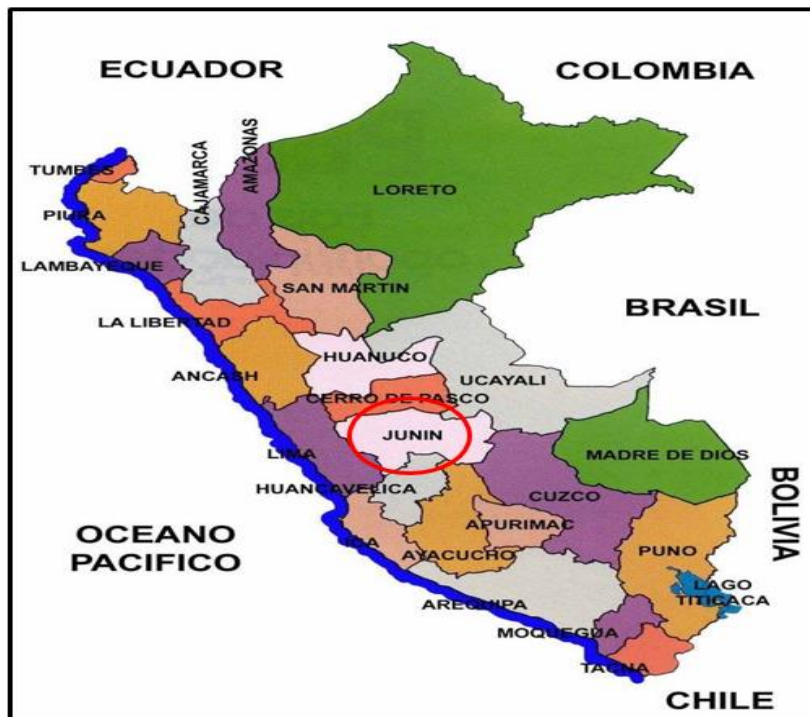 ECUADOR
COLOMBIA
TUMBES
CAJAMARCA
AMAZONAS
LORETO
PIURA
LAMBAYEQUE
SAN MARTIN
BRASIL
LA LIBERTAD
HUANUCO
ANCASH
UCAYALI
CERRO DE PASCO
JUNIN
LIMA
MADRE DE DIOS
HUANCAVELICA
CUZCO
BOLIVIA
OCEANO
PACIFICO
ICA
APURIMAC
AYACUCHO
PUNO
LAGO
TITICACA
AREQUIPA
MOQUEGUA
TACNA
CHILE